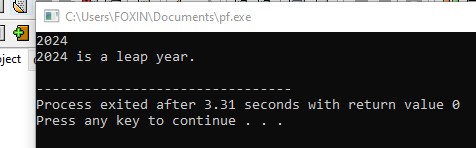 C:\Users\FOXIN\Documents\pf.exe
2024
2024 is a leap year.
--------------------------------
Process exited after 3.31 seconds with return value 0
Press any key to continue . . .
oject